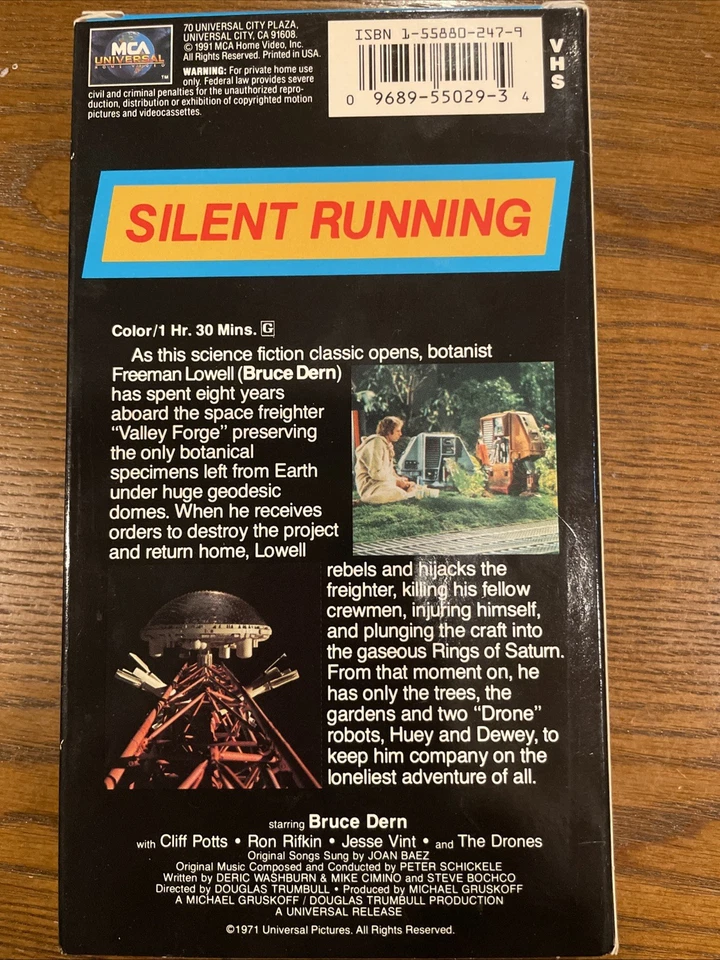 MCA
UNIVERSAL
HOME VIDEO
™
70 UNIVERSAL CITY PLAZA,
UNIVERSAL CITY, CA 91608.
© 1991 MCA Home Video, Inc.
All Rights Reserved. Printed in USA.
WARNING: For private home use
only. Federal law provides severe
civil and criminal penalties for the unauthorized repro-
duction, distribution or exhibition of copyrighted motion
pictures and videocassettes.
ISBN 1-55880-247-9
0 9689-55029-3 4
VHS
SILENT RUNNING
Color/1 Hr. 30 Mins. G
As this science fiction classic opens, botanist
Freeman Lowell (Bruce Dern)
has spent eight years
aboard the space freighter
“Valley Forge” preserving
the only botanical
specimens left from Earth
under huge geodesic
domes. When he receives
orders to destroy the project
and return home, Lowell
rebels and hijacks the
freighter, killing his fellow
crewmen, injuring himself,
and plunging the craft into
the gaseous Rings of Saturn.
From that moment on, he
has only the trees, the
gardens and two “Drone”
robots, Huey and Dewey, to
keep him company on the
loneliest adventure of all.
starring Bruce Dern
with Cliff Potts • Ron Rifkin • Jesse Vint • and The Drones
Original Songs Sung by JOAN BAEZ
Original Music Composed and Conducted by PETER SCHICKELE
Written by DERIC WASHBURN & MIKE CIMINO and STEVE BOCHCO
Directed by DOUGLAS TRUMBULL • Produced by MICHAEL GRUSKOFF
A MICHAEL GRUSKOFF / DOUGLAS TRUMBULL PRODUCTION
A UNIVERSAL RELEASE
©1971 Universal Pictures. All Rights Reserved.